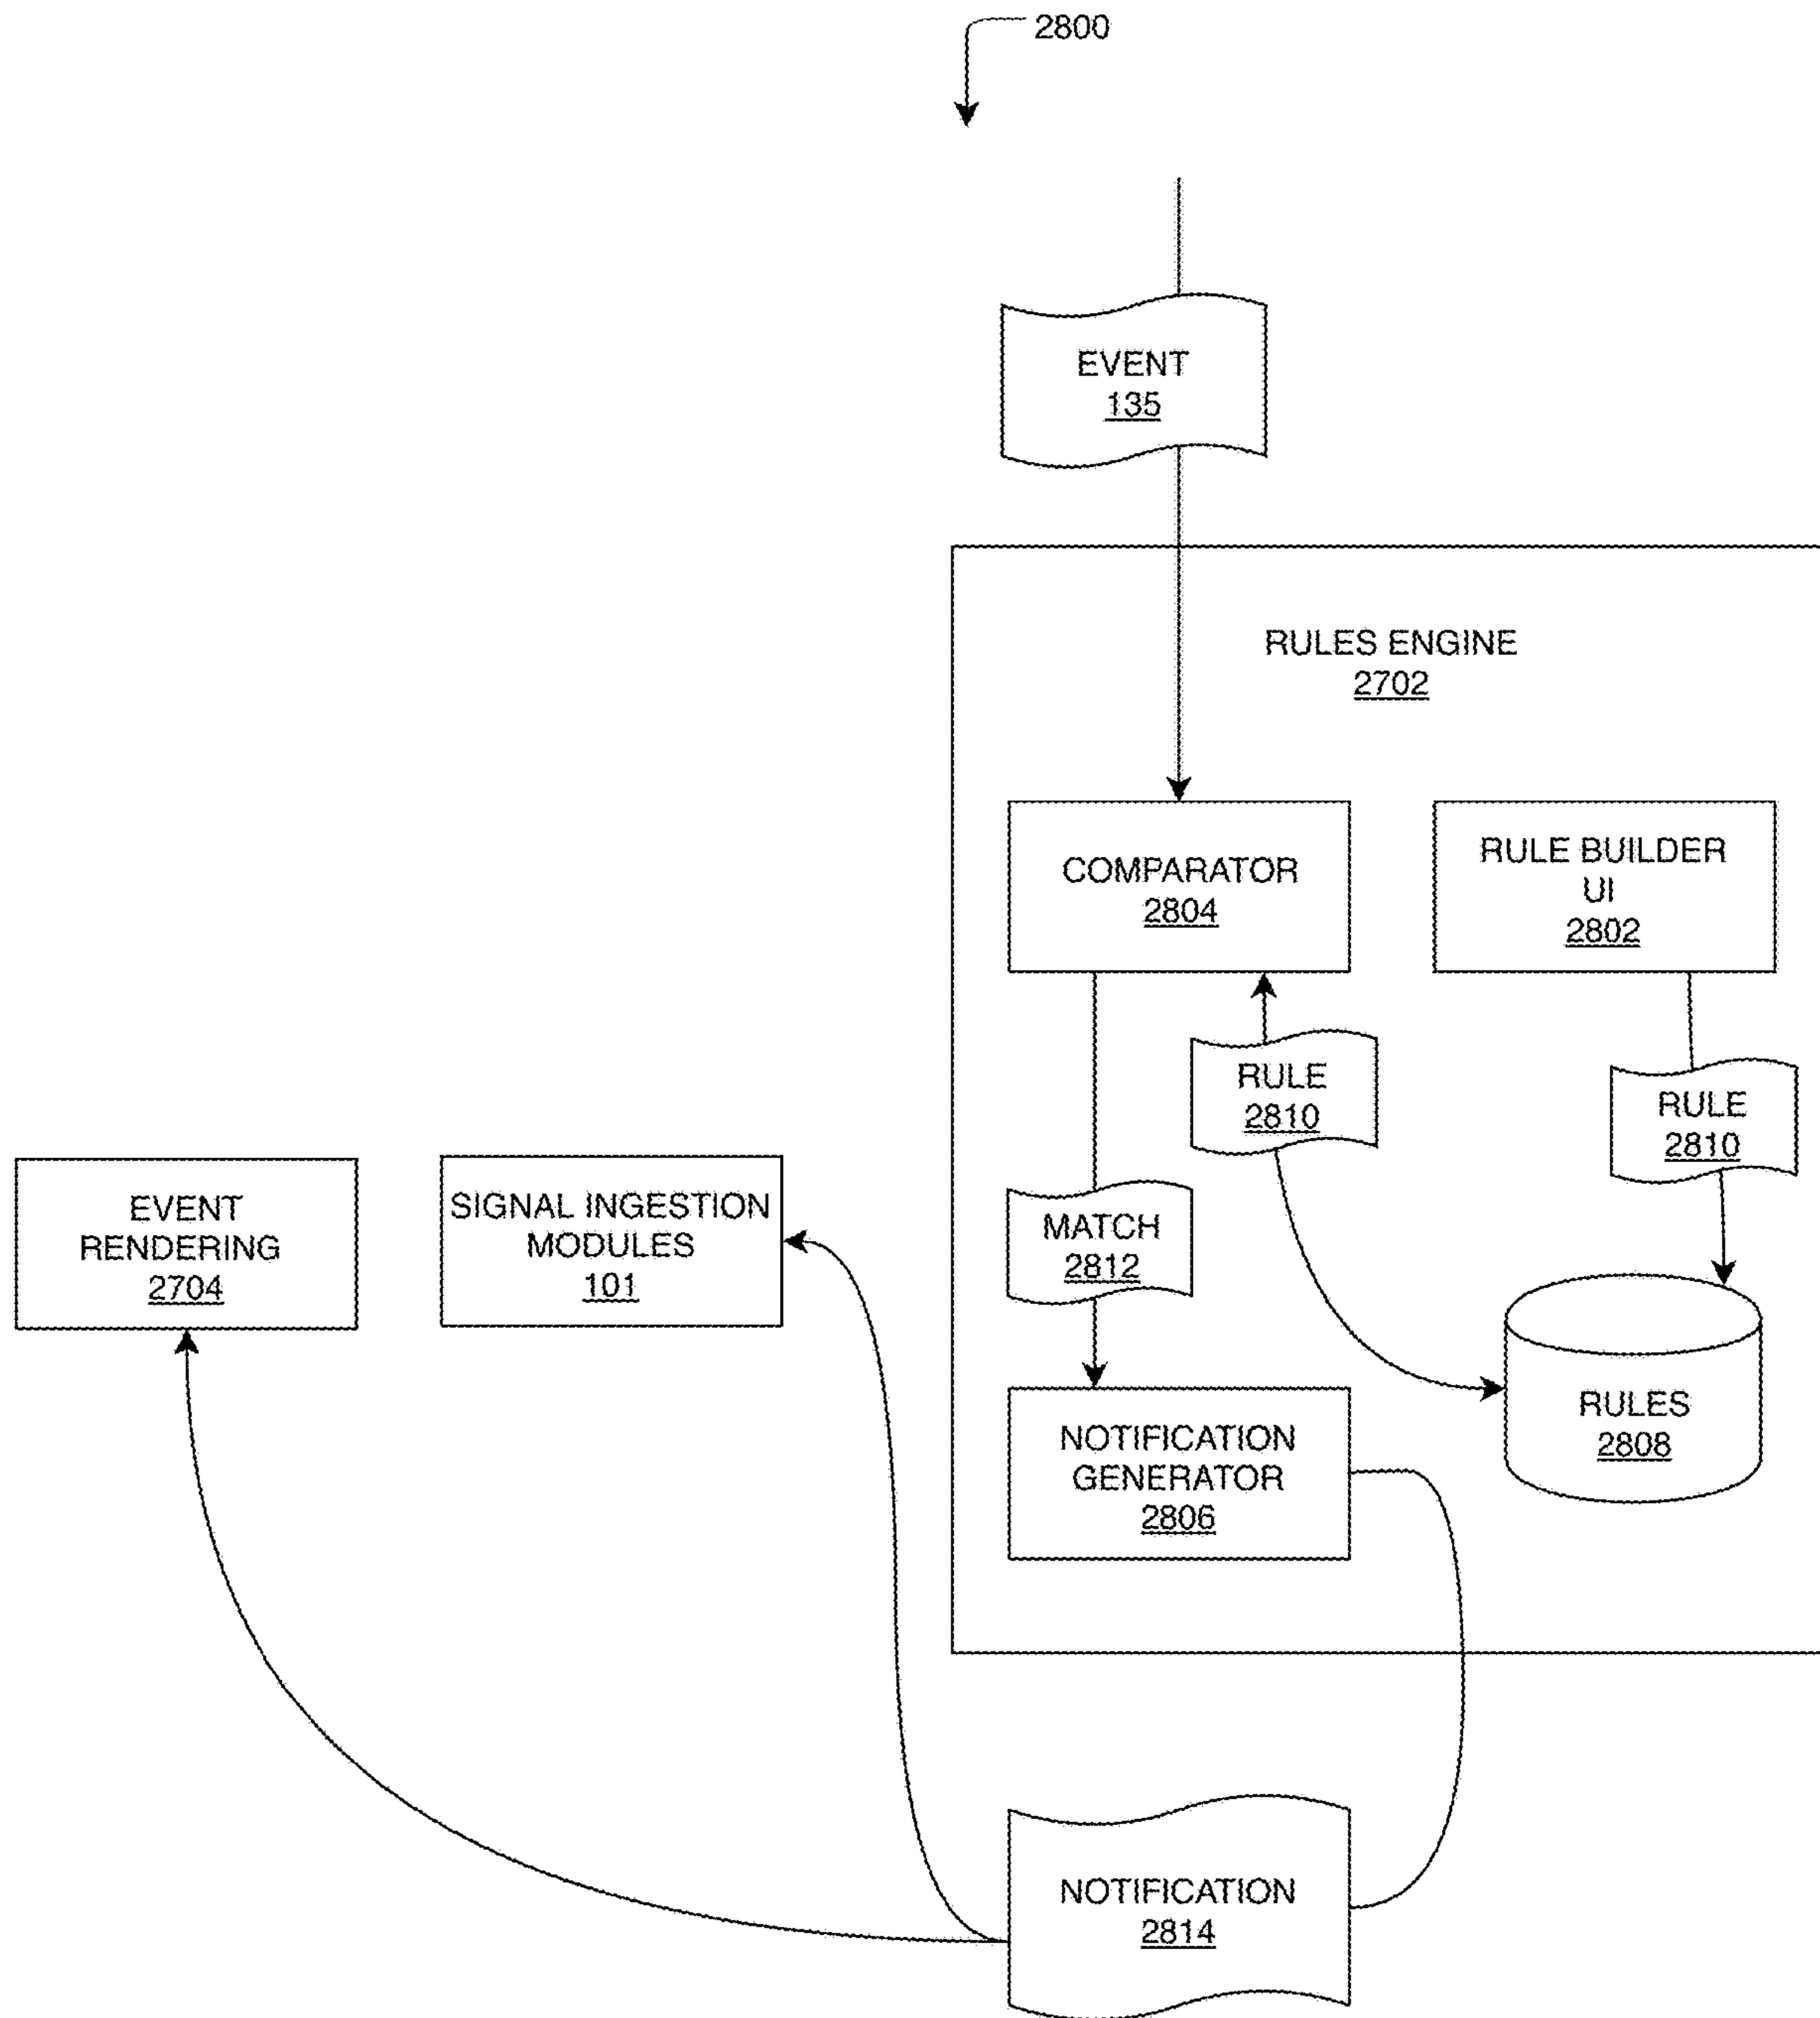 2800
EVENT
135
RULES ENGINE
2702
COMPARATOR
2804
RULE BUILDER
UI
2802
RULE
2810
RULE
2810
EVENT
RENDERING
2704
SIGNAL INGESTION
MODULES
101
MATCH
2812
RULES
2808
NOTIFICATION
GENERATOR
2806
NOTIFICATION
2814